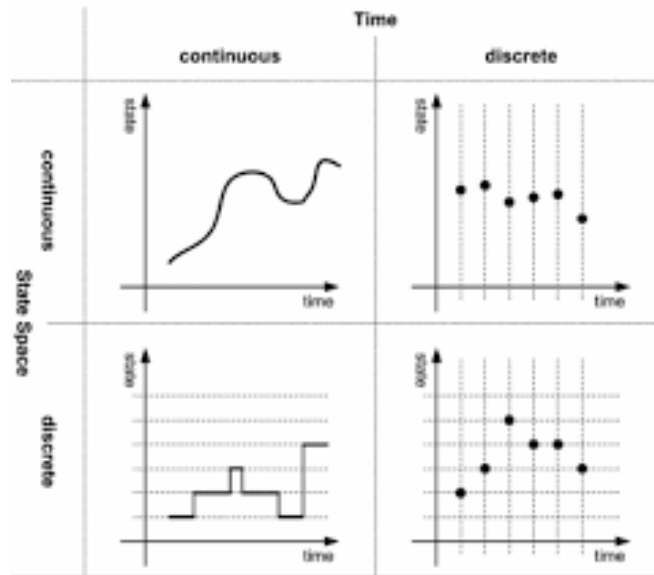 Time
continuous
discrete
State Space
continuous
state
time
state
time
discrete
state
time
state
time